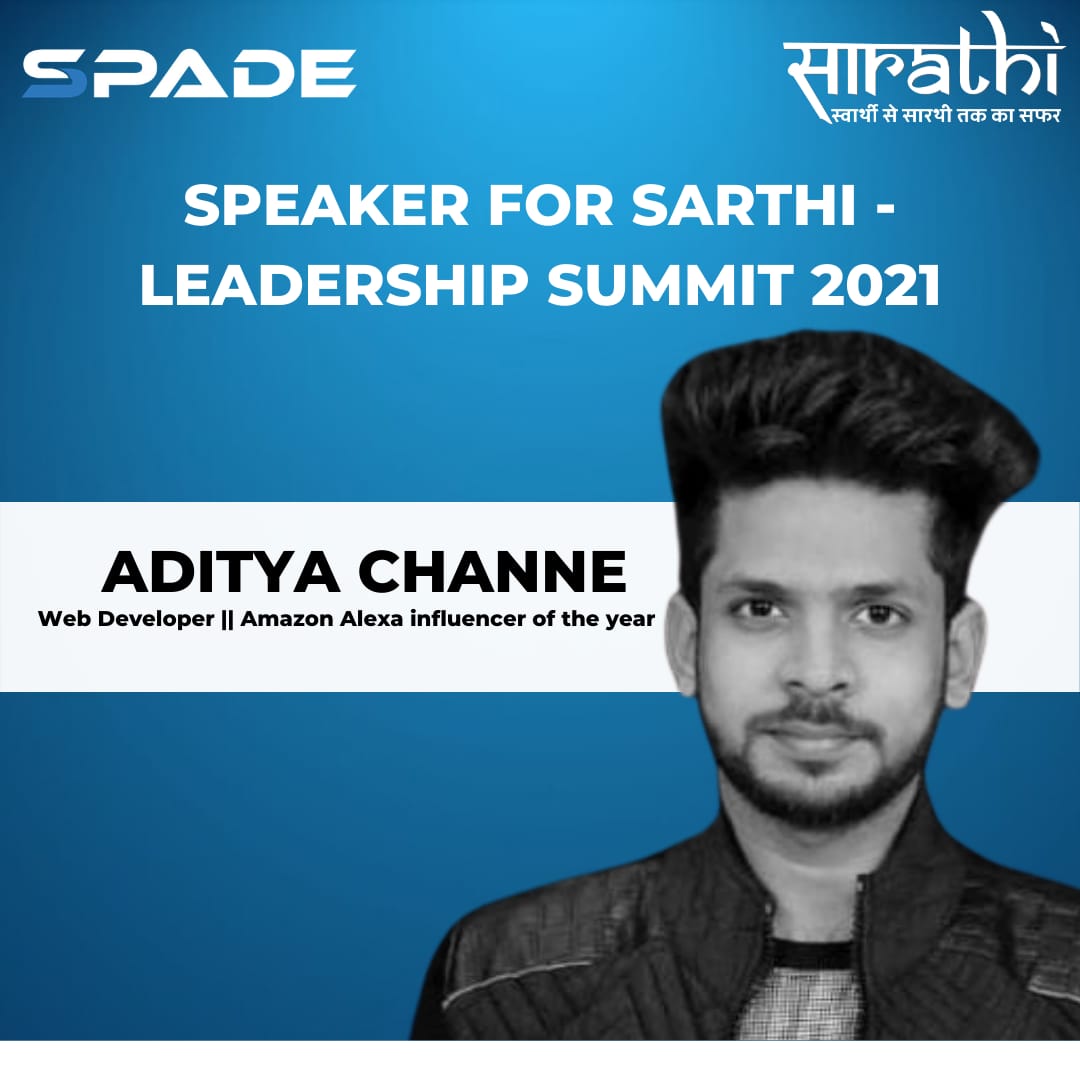 SPADE
सारथी
स्वार्थी से सारथी तक का सफर
SPEAKER FOR SARTHI -
LEADERSHIP SUMMIT 2021
ADITYA CHANNE
Web Developer || Amazon Alexa influencer of the year